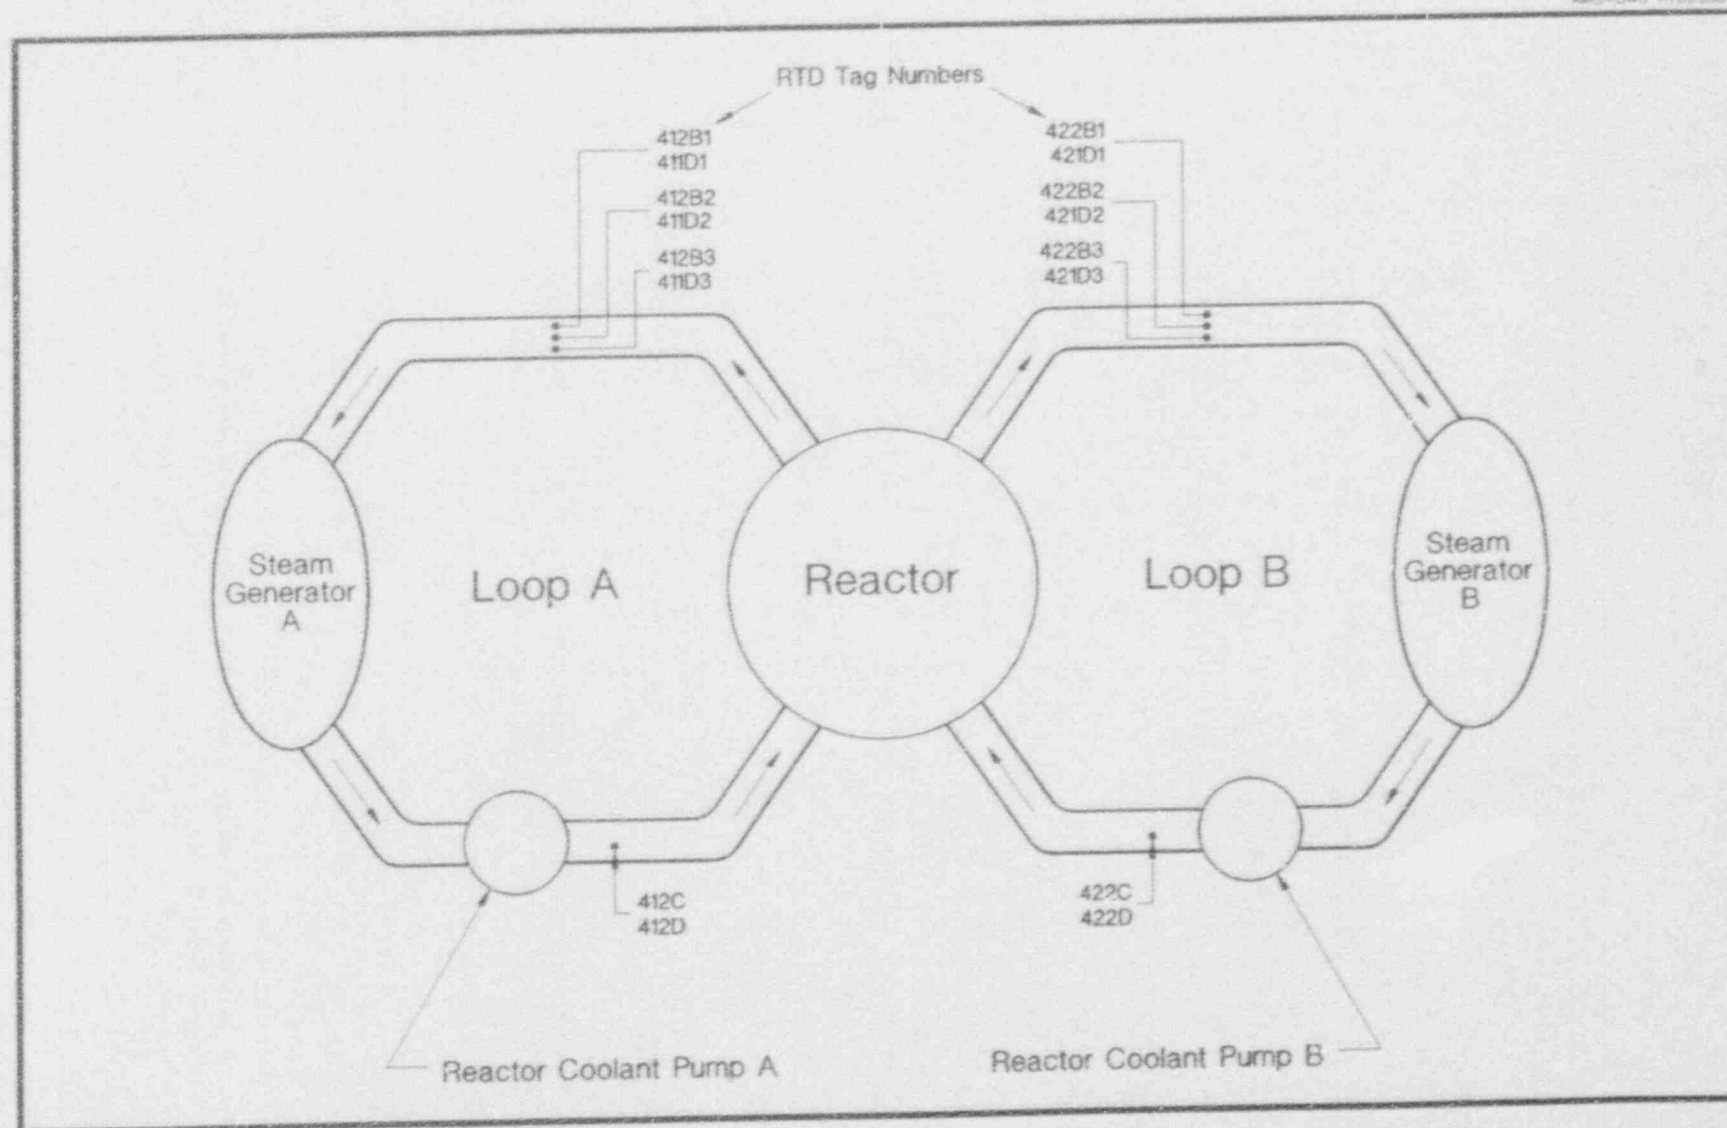 RTD Tag Numbers
412B1
411D1
412B2
411D2
412B3
411D3
422B1
421D1
422B2
421D2
422B3
421D3
Steam
Generator
A
Loop A
Reactor
Loop B
Steam
Generator
B
412C
412D
422C
422D
Reactor Coolant Pump A
Reactor Coolant Pump B